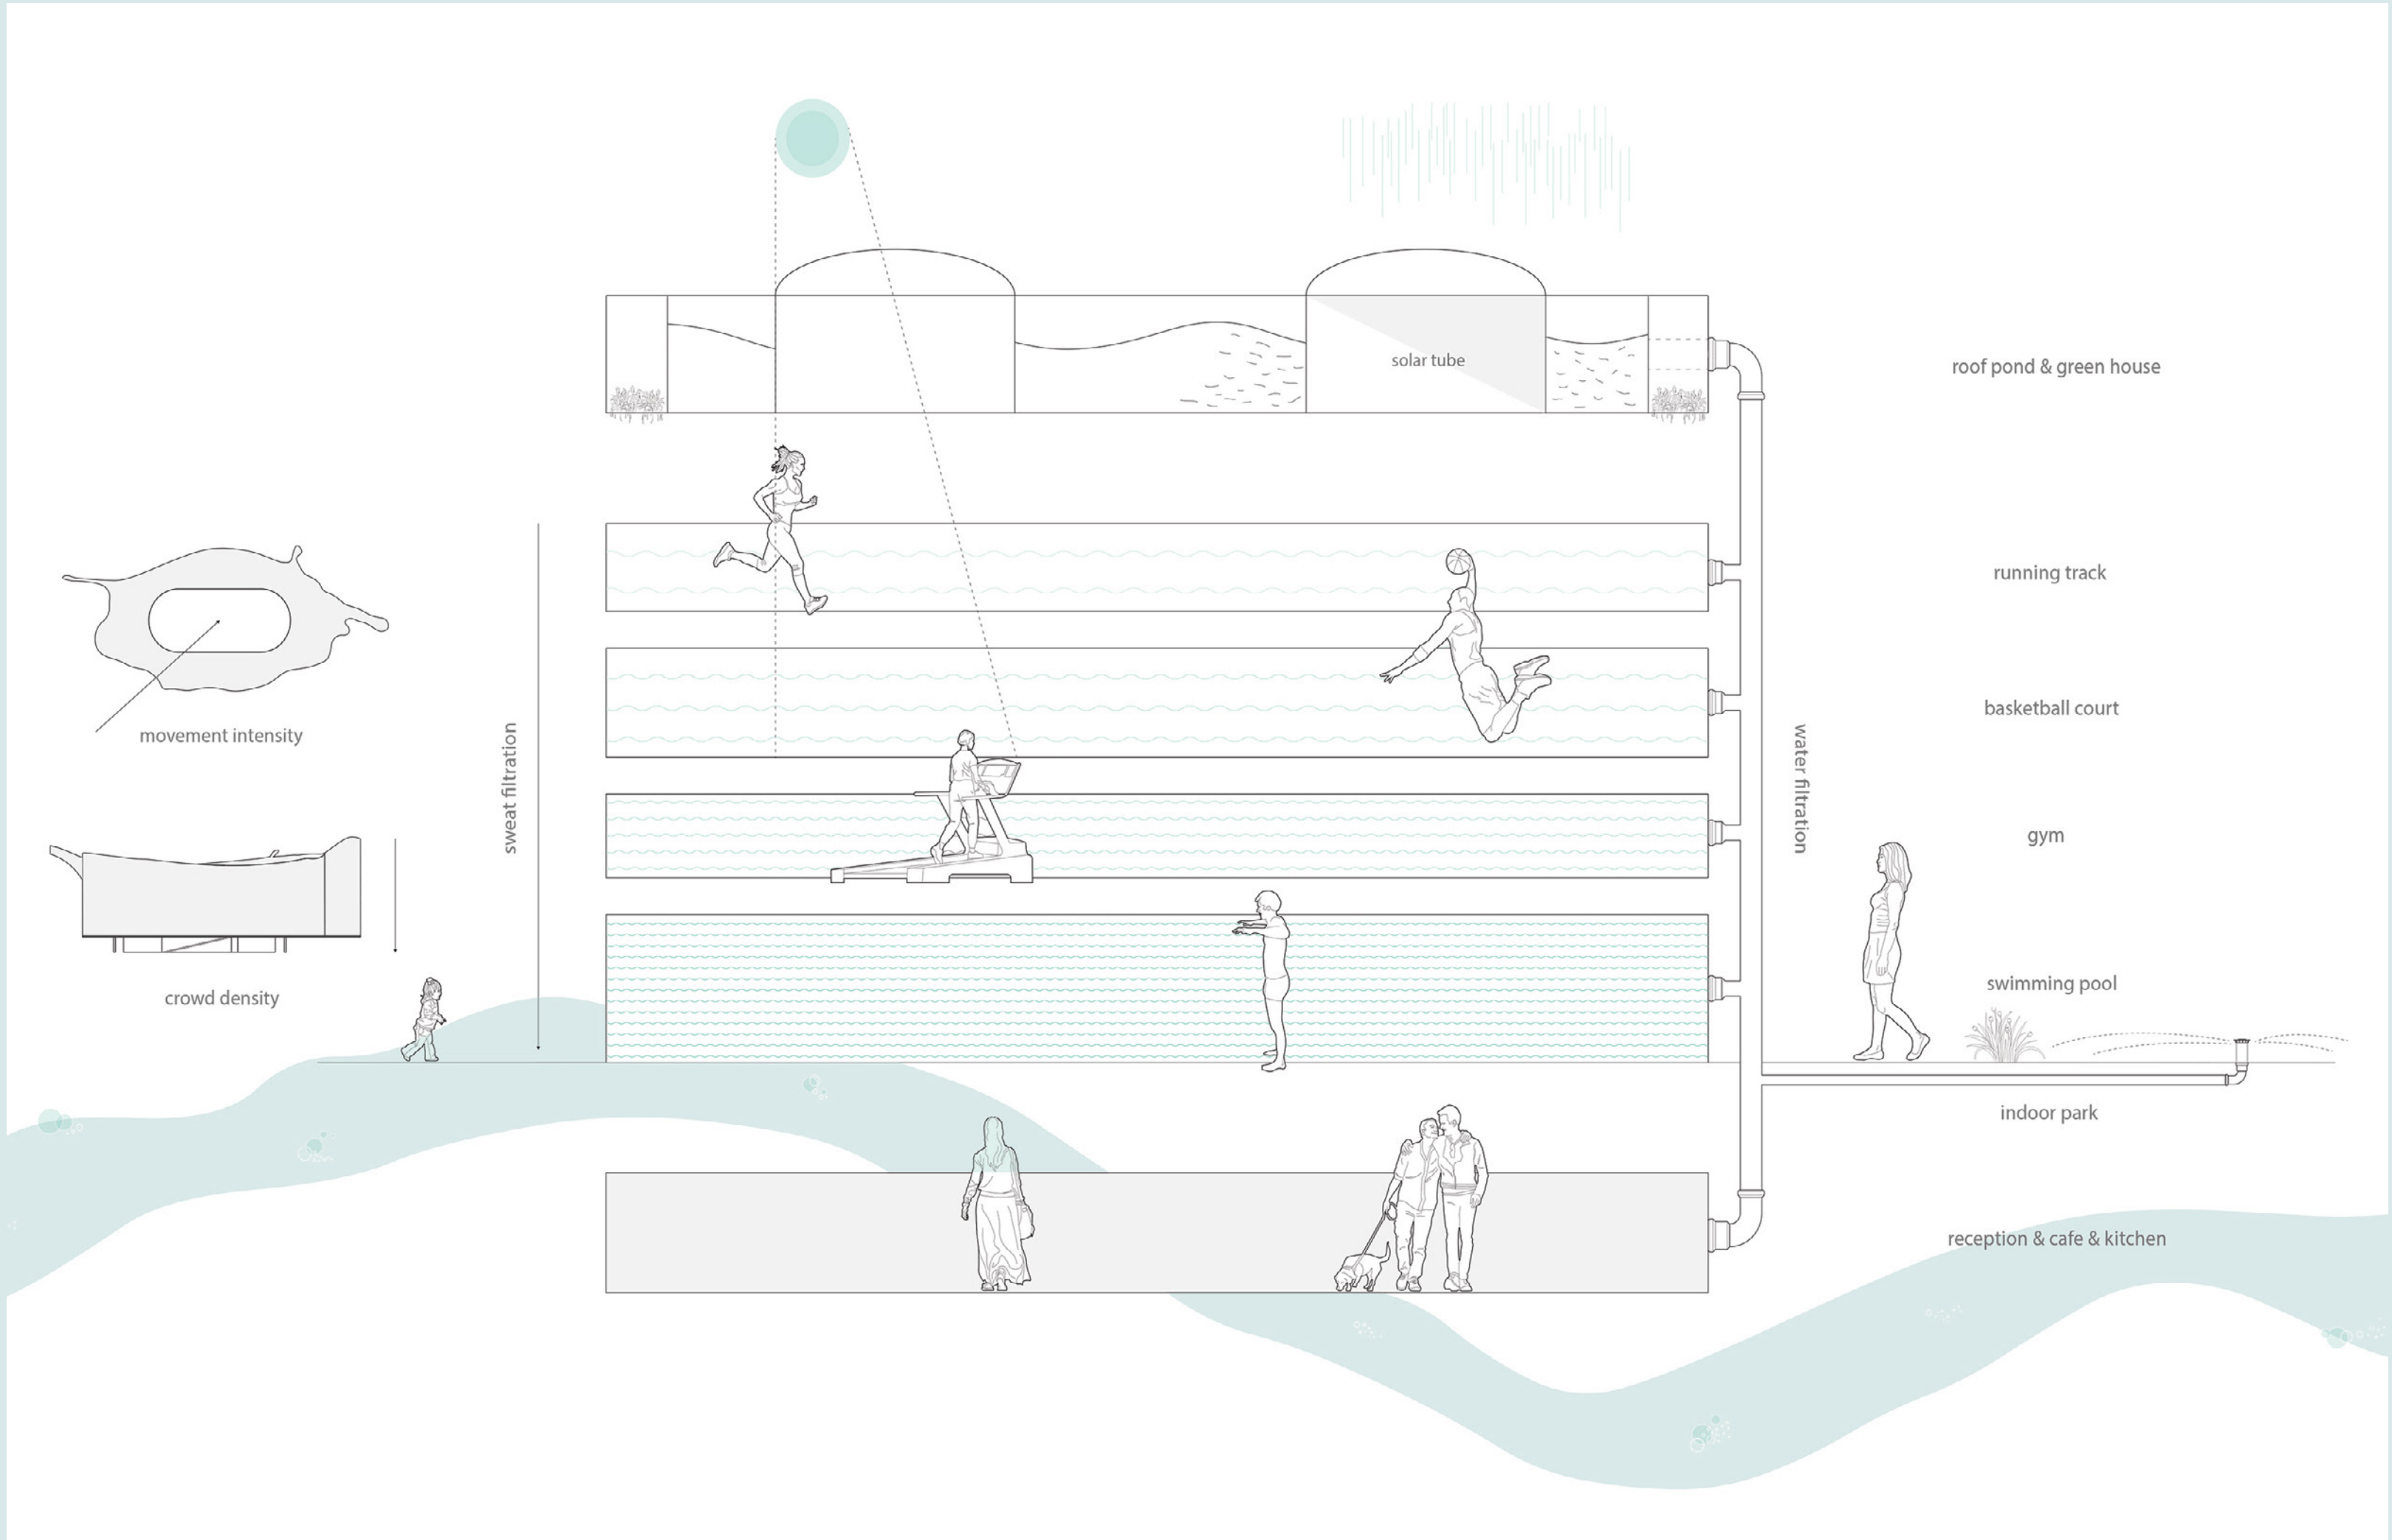 solar tube
roof pond & green house
running track
movement intensity
basketball court
sweat filtration
water filtration
gym
crowd density
swimming pool
indoor park
reception & cafe & kitchen